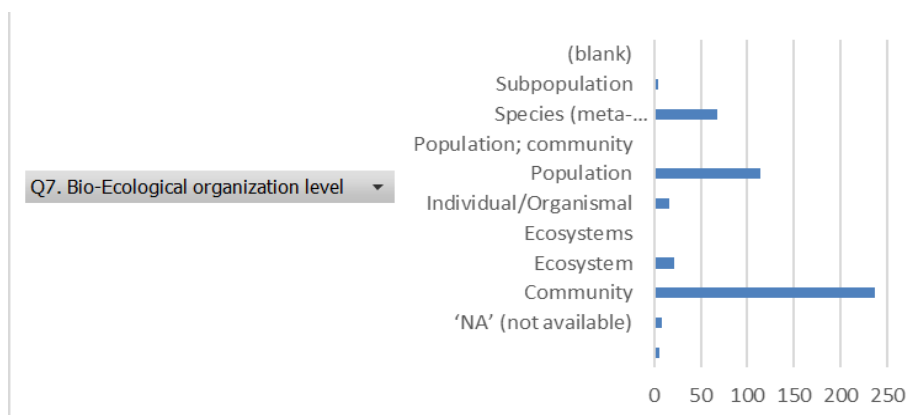 (blank)
Subpopulation
Species (meta-...
Population; community
Population
Q7. Bio-Ecological organization level
Individual/Organismal
Ecosystems
Ecosystem
Community
‘NA’ (not available)
0 50 100 150 200 250